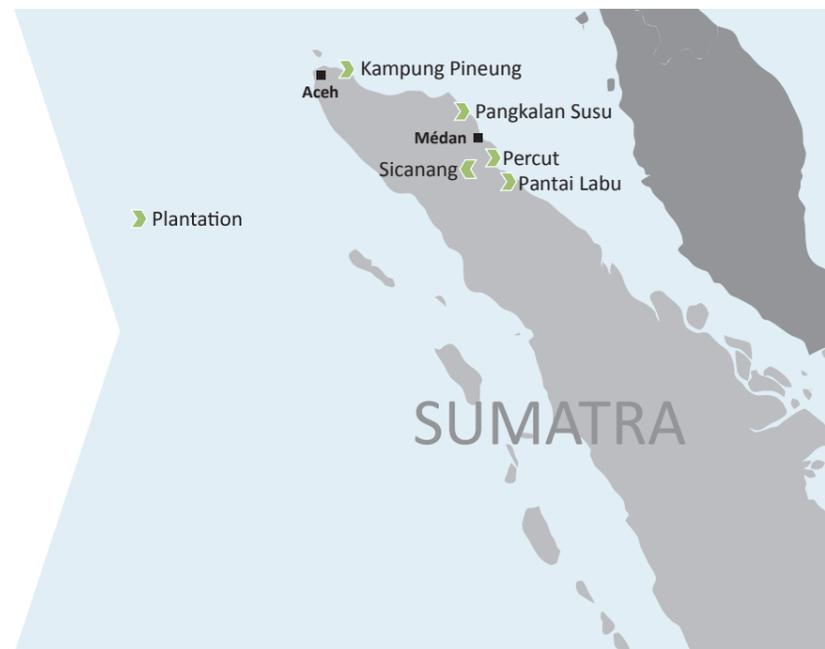 Kampung Pineung
Aceh
Pangkalan Susu
Médan
Percut
Sicanang
Pantai Labu
Plantation
SUMATRA